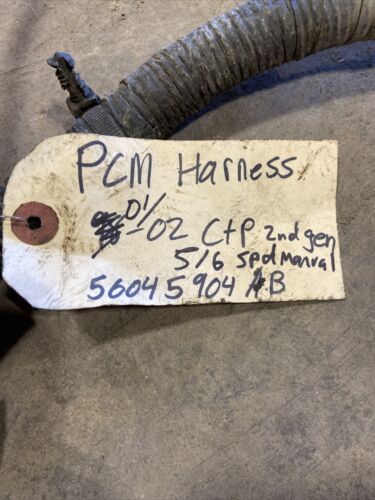 PCM Harness
01/
-02 C+P 2nd gen
5/6 spd Manual
56045904 AB